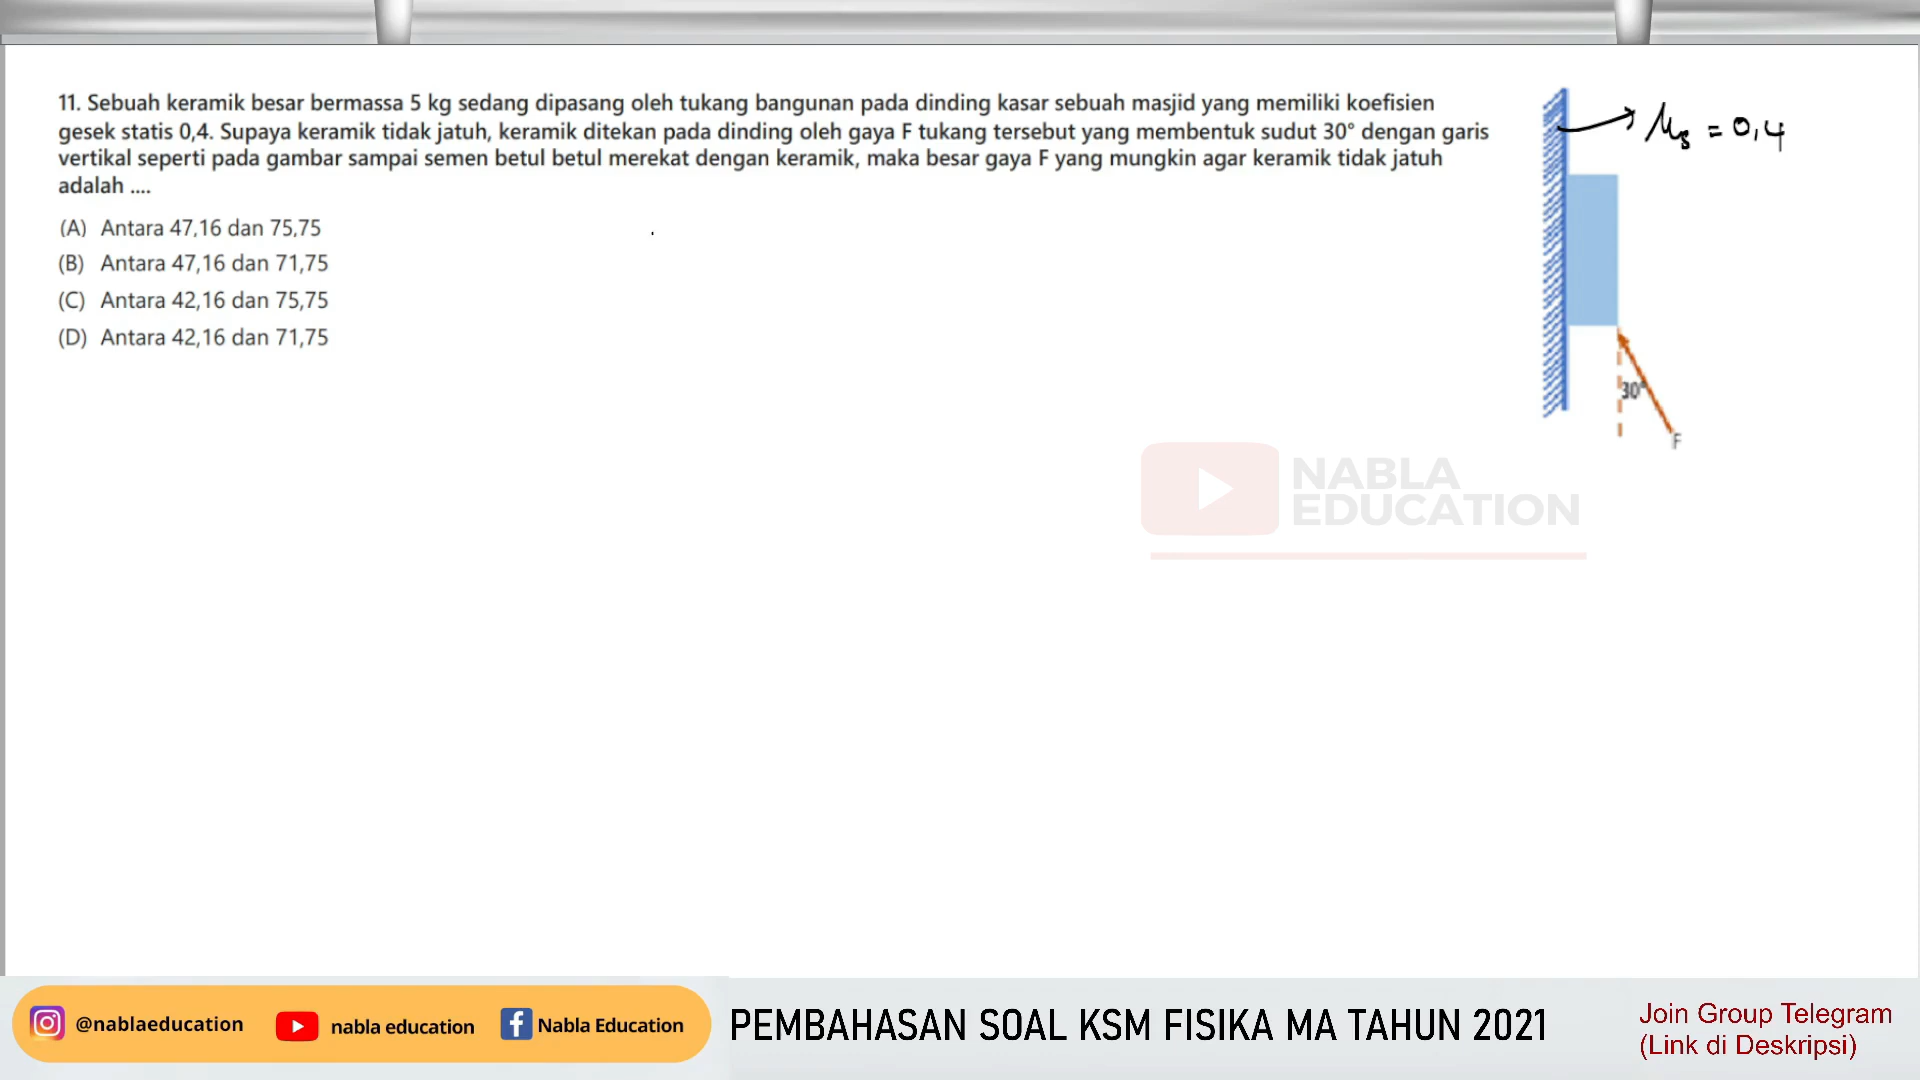 11. Sebuah keramik besar bermassa 5 kg sedang dipasang oleh tukang bangunan pada dinding kasar sebuah masjid yang memiliki koefisien
gesek statis 0,4. Supaya keramik tidak jatuh, keramik ditekan pada dinding oleh gaya F tukang tersebut yang membentuk sudut 30° dengan garis
vertikal seperti pada gambar sampai semen betul betul merekat dengan keramik, maka besar gaya F yang mungkin agar keramik tidak jatuh
adalah ....
(A) Antara 47,16 dan 75,75
(B) Antara 47,16 dan 71,75
(C) Antara 42,16 dan 75,75
(D) Antara 42,16 dan 71,75
μs = 0,4
30°
F
NABLA
EDUCATION
@nablaeducation
nabla education
Nabla Education
PEMBAHASAN SOAL KSM FISIKA MA TAHUN 2021
Join Group Telegram
(Link di Deskripsi)